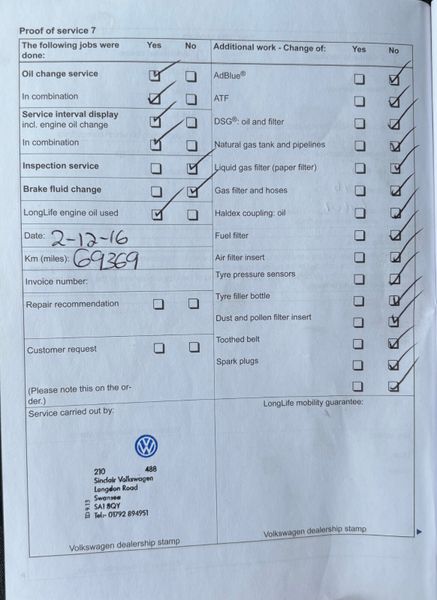 Proof of service 7
The following jobs were done: Yes No
Oil change service
In combination
Service interval display
incl. engine oil change
In combination
Inspection service
Brake fluid change
LongLife engine oil used
Date: 2-12-16
Km (miles): 69369
Invoice number:
Repair recommendation
Customer request
(Please note this on the or-
der.)
Service carried out by:
210 488
Sinclair Volkswagen
Langdon Road
Swansea
SA1 8QY
Tel:- 01792 894951
Volkswagen dealership stamp
Additional work - Change of: Yes No
AdBlue®
ATF
DSG®: oil and filter
Natural gas tank and pipelines
Liquid gas filter (paper filter)
Gas filter and hoses
Haldex coupling: oil
Fuel filter
Air filter insert
Tyre pressure sensors
Tyre filler bottle
Dust and pollen filter insert
Toothed belt
Spark plugs
LongLife mobility guarantee:
Volkswagen dealership stamp